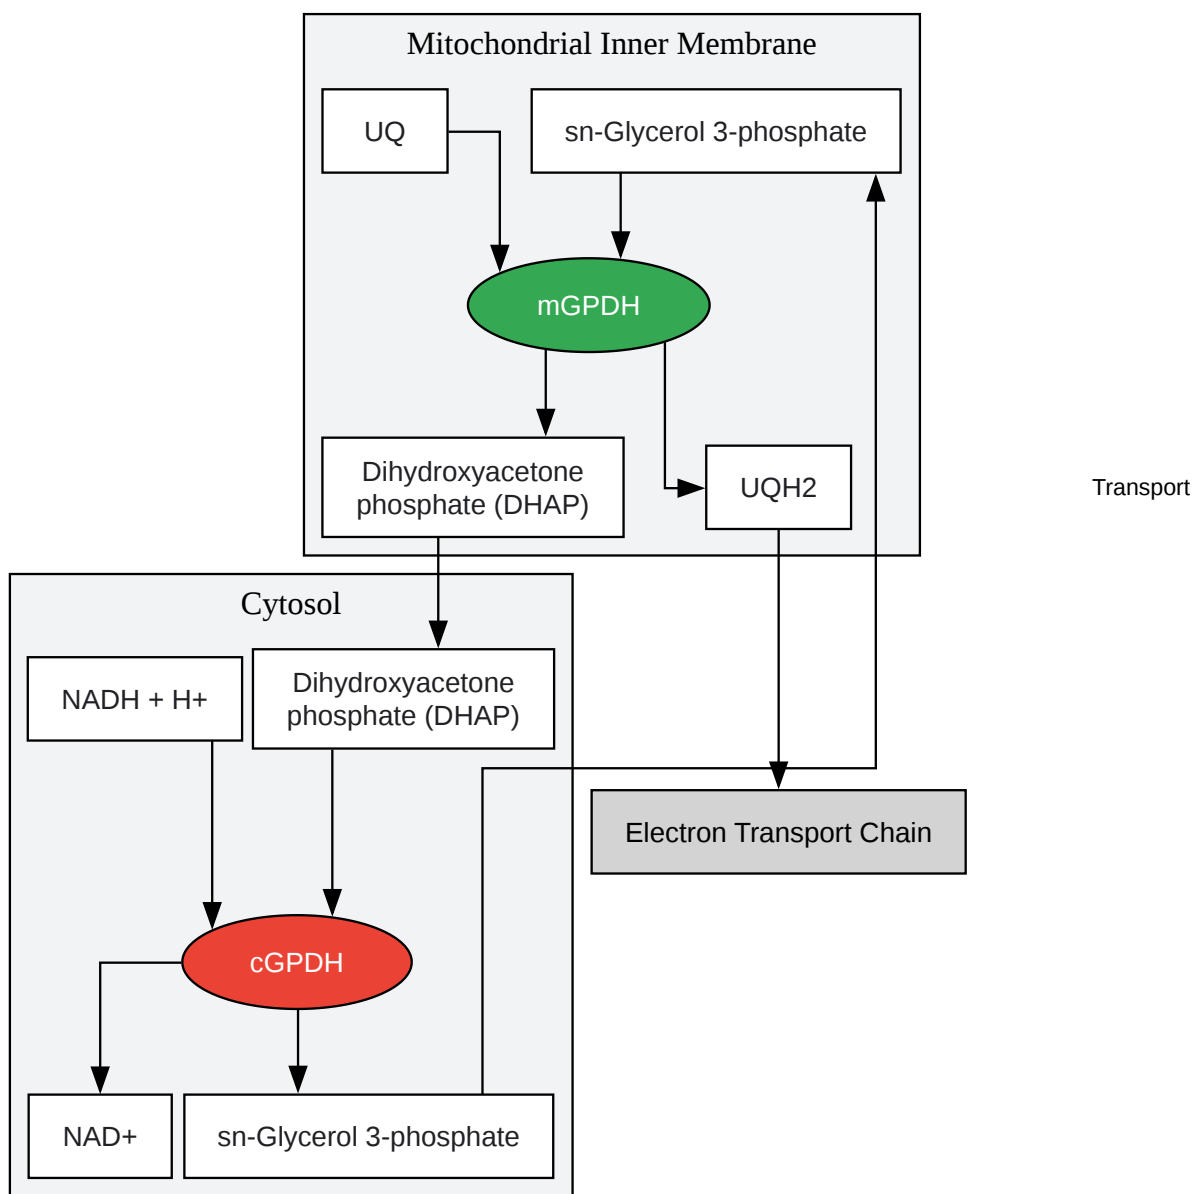 Mitochondrial Inner Membrane
UQ
sn-Glycerol 3-phosphate
mGPDH
Dihydroxyacetone
phosphate (DHAP)
UQH2
Transport
Cytosol
NADH + H+
Dihydroxyacetone
phosphate (DHAP)
Electron Transport Chain
cGPDH
NAD+
sn-Glycerol 3-phosphate